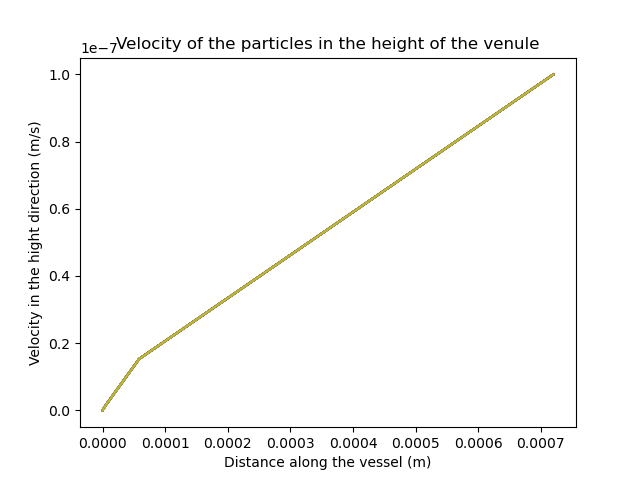 Velocity of the particles in the height of the venule
1e−7
1.0
0.8
0.6
0.4
0.2
0.0
Velocity in the hight direction (m/s)
0.0000 0.0001 0.0002 0.0003 0.0004 0.0005 0.0006 0.0007
Distance along the vessel (m)